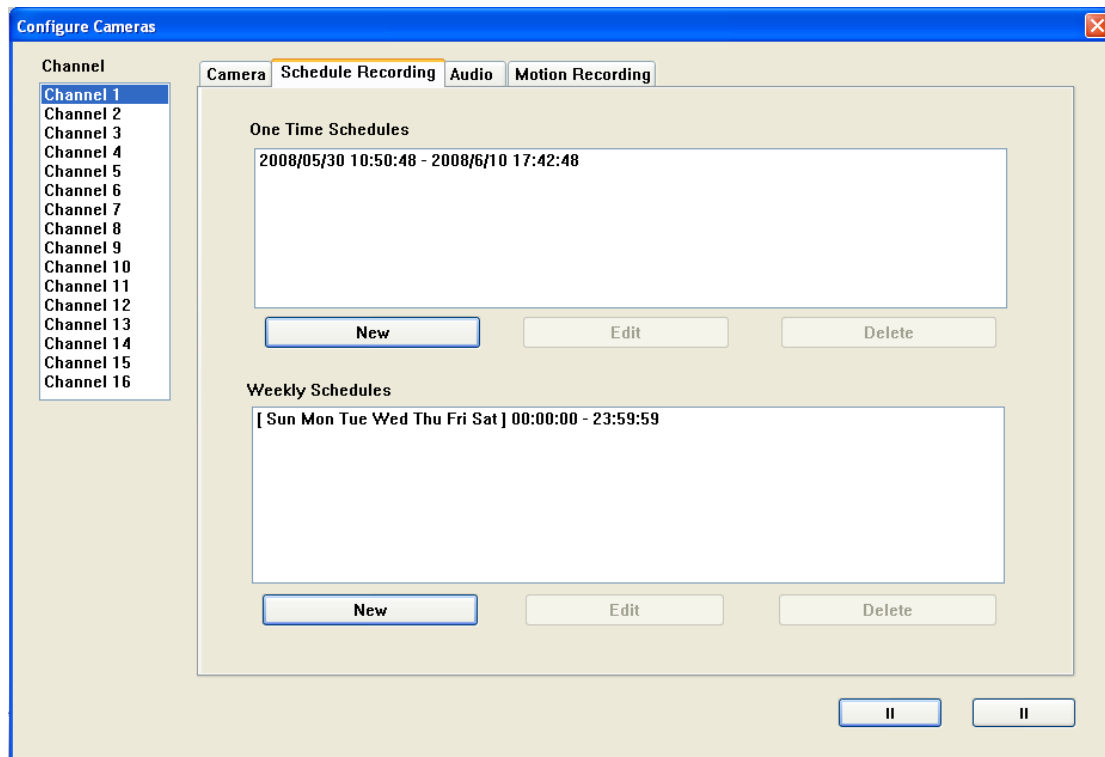 Configure Cameras
Channel
Channel 1
Channel 2
Channel 3
Channel 4
Channel 5
Channel 6
Channel 7
Channel 8
Channel 9
Channel 10
Channel 11
Channel 12
Channel 13
Channel 14
Channel 15
Channel 16
Camera Schedule Recording Audio Motion Recording
One Time Schedules
2008/05/30 10:50:48 - 2008/6/10 17:42:48
New Edit Delete
Weekly Schedules
[ Sun Mon Tue Wed Thu Fri Sat ] 00:00:00 - 23:59:59
New Edit Delete
II II